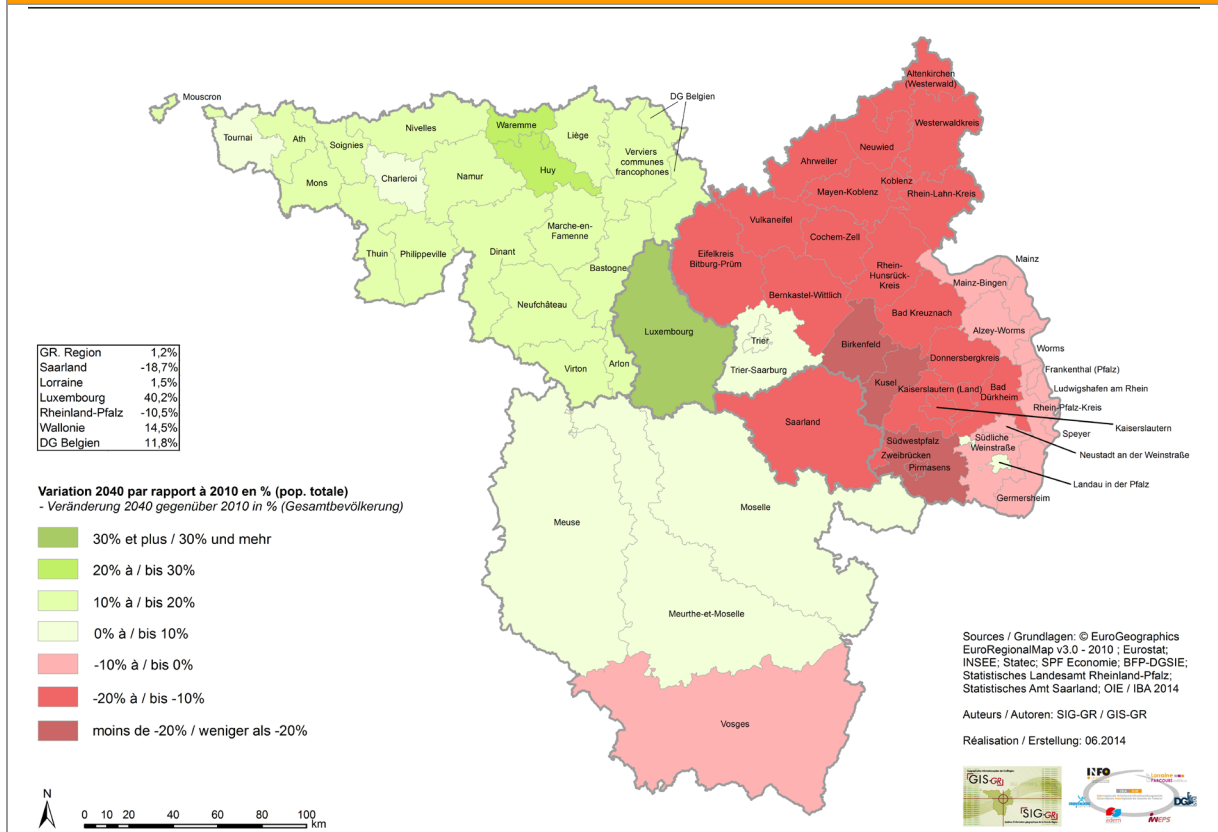 Altenkirchen
(Westerwald)
Mouscron
DG Belgien
Westerwaldkreis
Waremme
Nivelles
Liège
Tournai
Ath
Soignies
Neuwied
Verviers
communes
francophones
Ahrweiler
Huy
Charleroi
Namur
Mons
Koblenz
Mayen-Koblenz
Rhein-Lahn-Kreis
Vulkaneifel
Marche-en-
Famenne
Cochem-Zell
Thuin
Philippeville
Dinant
Eifelkreis
Bitburg-Prüm
Bastogne
Rhein-
Hunsrück-
Kreis
Mainz
Mainz-Bingen
Bernkastel-Wittlich
Neufchâteau
Bad Kreuznach
Luxembourg
Alzey-Worms
Trier
Birkenfeld
Worms
Donnersbergkreis
Trier-Saarburg
Virton
Arlon
Frankenthal (Pfalz)
Kusel
Kaiserslautern (Land)
Bad
Dürkheim
Ludwigshafen am Rhein
Rhein-Pfalz-Kreis
Saarland
Kaiserslautern
Speyer
Südwestpfalz
Südliche
Weinstraße
Neustadt an der Weinstraße
Zweibrücken
Pirmasens
Landau in der Pfalz
Germersheim
Moselle
Meuse
Meurthe-et-Moselle
Vosges
GR. Region 1,2%
Saarland -18,7%
Lorraine 1,5%
Luxembourg 40,2%
Rheinland-Pfalz -10,5%
Wallonie 14,5%
DG Belgien 11,8%
Variation 2040 par rapport à 2010 en % (pop. totale)
- Veränderung 2040 gegenüber 2010 in % (Gesamtbevölkerung)
30% et plus / 30% und mehr
20% à / bis 30%
10% à / bis 20%
0% à / bis 10%
-10% à / bis 0%
-20% à / bis -10%
moins de -20% / weniger als -20%
N
0 10 20 40 60 80 100
km
Sources / Grundlagen: © EuroGeographics
EuroRegionalMap v3.0 - 2010 ; Eurostat;
INSEE; Statec; SPF Economie; BFP-DGSIE;
Statistisches Landesamt Rheinland-Pfalz;
Statistisches Amt Saarland; OIE / IBA 2014
Auteurs / Autoren: SIG-GR / GIS-GR
Réalisation / Erstellung: 06.2014
GIS-GR
SIG-GR
INFO
Lorraine
adem
DG